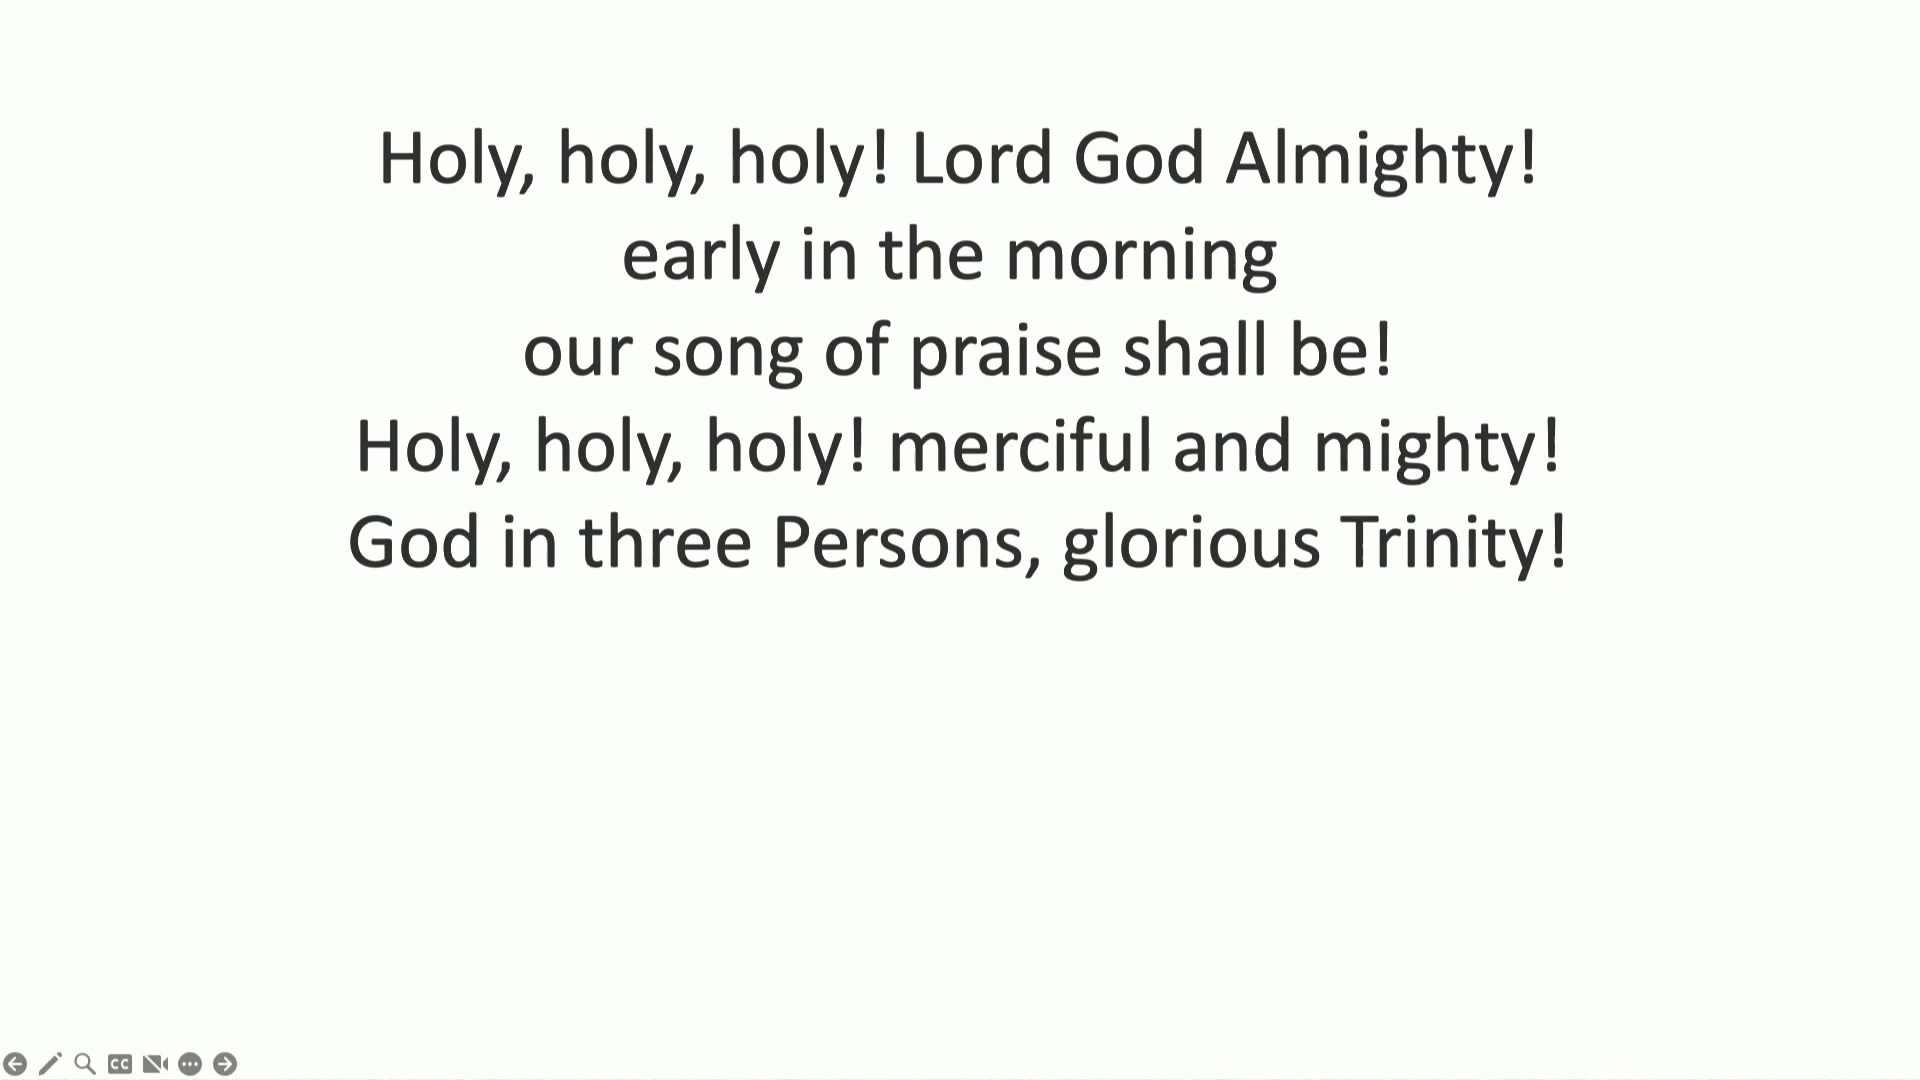 Holy, holy, holy! Lord God Almighty!
early in the morning
our song of praise shall be!
Holy, holy, holy! merciful and mighty!
God in three Persons, glorious Trinity!
CC